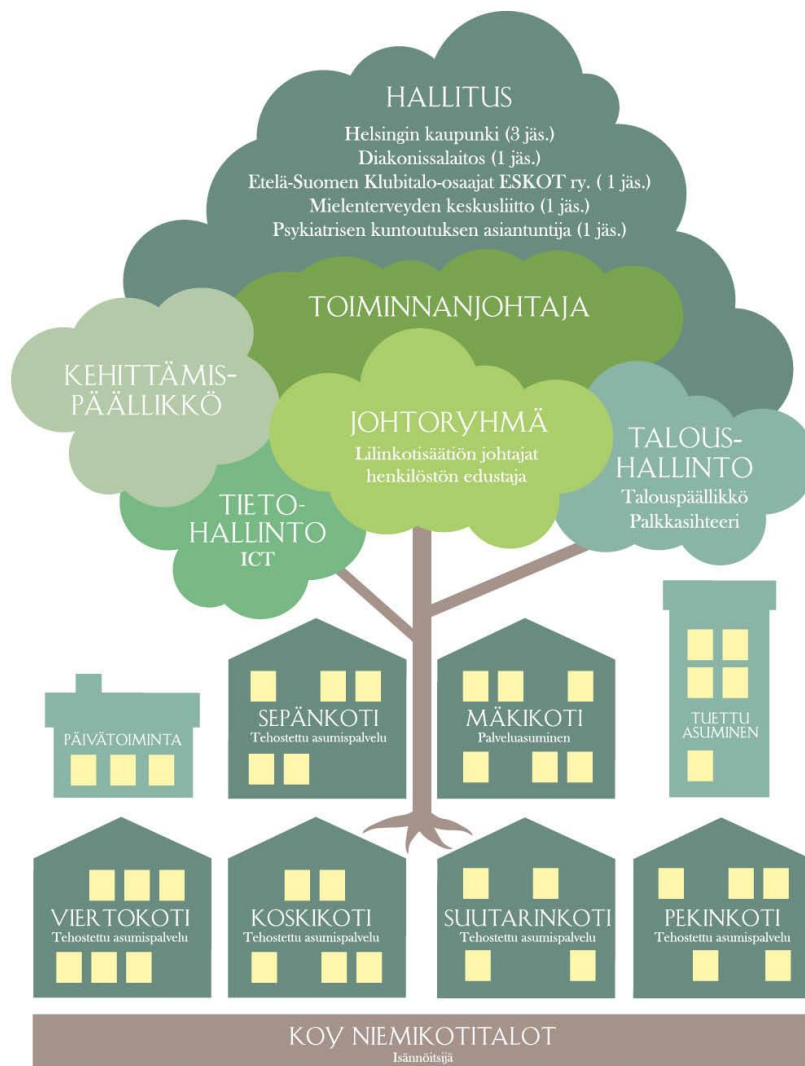 HALLITUS
Helsingin kaupunki (3 jäs.)
Diakonissalaitos (1 jäs.)
Etelä-Suomen Klubitalo-osaajat ESKOT ry. ( 1 jäs.)
Mielenterveyden keskusliitto (1 jäs.)
Psykiatrisen kuntoutuksen asiantuntija (1 jäs.)
TOIMINNANJOHTAJA
KEHITTÄMIS-
PÄÄLLIKKÖ
JOHTORYHMÄ
Lilinkotisäätiön johtajat
henkilöstön edustaja
TALOUS-
HALLINTO
Talouspäällikkö
Palkkasihteeri
TIETO-
HALLINTO
ICT
PÄIVÄTOIMINTA
SEPÄNKOTI
Tehostettu asumispalvelu
MÄKIKOTI
Palveluasuminen
TUETTU
ASUMINEN
VIERTOKOTI
Tehostettu asumispalvelu
KOSKIKOTI
Tehostettu asumispalvelu
SUUTARINKOTI
Tehostettu asumispalvelu
PEKINKOTI
Tehostettu asumispalvelu
KOY NIEMIKOTITALOT
Isännöitsijä